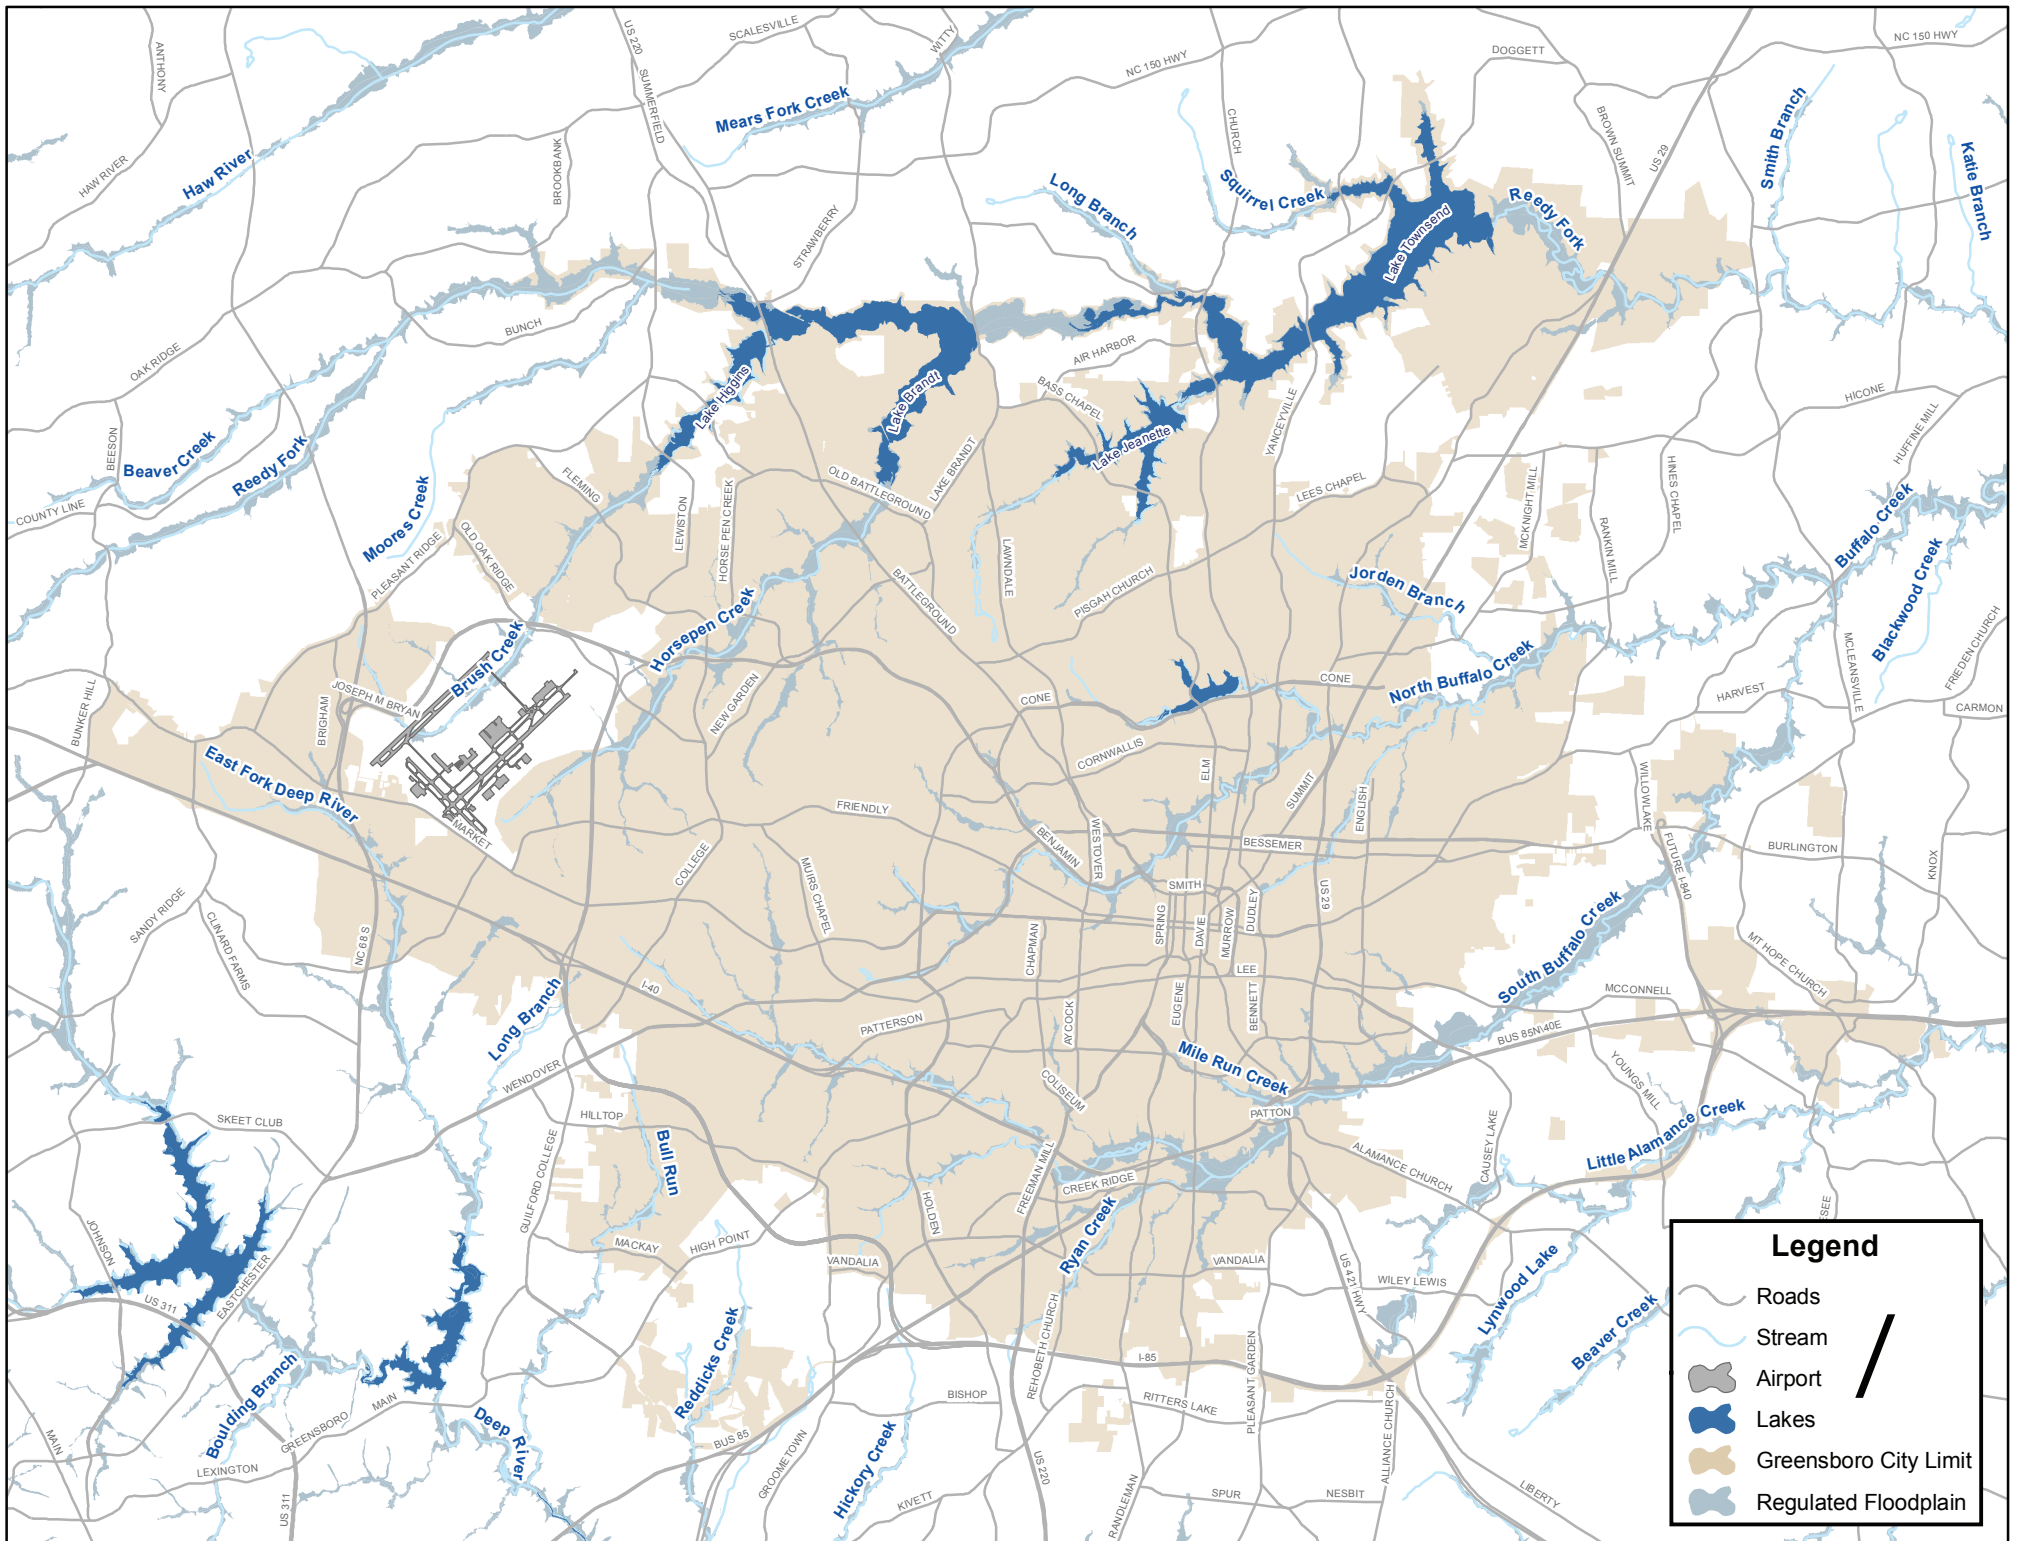 ANTHONY
US 220
SCALESVILLE
WITTY
NC 150 HWY
DOGGETT
NC 150 HWY
SUMMERFIELD
Mears Fork Creek
CHURCH
BROWN SUMMIT
US 29
Smith Branch
Katie Branch
HAW RIVER
Haw River
BROOKBANK
STRAWBERRY
Long Branch
Squirrel Creek
Lake Townsend
Reedy Fork
OAK RIDGE
BUNCH
AIR HARBOR
BASS CHAPEL
Lake Higgins
Lake Brandt
Lake Jeanette
YANCEYVILLE
HICONE
HUFFINE MILL
BEESON
Beaver Creek
Reedy Fork
COUNTY LINE
Moores Creek
FLEMING
LEWISTON
HORSE PEN CREEK
OLD BATTLEGROUND
LAKE BRANDT
LEES CHAPEL
MCKNIGHT MILL
RANKIN MILL
HINES CHAPEL
Buffalo Creek
Blackwood Creek
PLEASANT RIDGE
OLD OAK RIDGE
BATTLEGROUND
LAWNDALE
PISGAH CHURCH
Jorden Branch
Horsepen Creek
Brush Creek
North Buffalo Creek
MCLEANSVILLE
FRIEDEN CHURCH
BUNKER HILL
JOSEPH M BRYAN
BRIGHAM
NEW GARDEN
CONE
CONE
HARVEST
CARMON
East Fork Deep River
MARKET
CORNWALLIS
ELM
SUMMIT
ENGLISH
WILLOWLAKE
FRIENDLY
BENJAMIN
WESTOVER
BESSEMER
FUTURE I-840
BURLINGTON
KNOX
COLLEGE
MUIRS CHAPEL
SMITH
SPRING
DAVIE
MURROW
DUDLEY
US 29
SANDY RIDGE
CLINARD FARMS
NC 68 S
CHAPMAN
LEE
South Buffalo Creek
MT HOPE CHURCH
Long Branch
I-40
PATTERSON
AYCOCK
EUGENE
BENNETT
MCCONNELL
BUS 85N\40E
WENDOVER
Mile Run Creek
COLISEUM
PATTON
YOUNGS MILL
SKEET CLUB
HILLTOP
GUILFORD COLLEGE
Bull Run
FREEMAN MILL
CREEK RIDGE
ALAMANCE CHURCH
CAUSEY LAKE
Little Alamance Creek
JOHNSON
EASTCHESTER
US 311
MACKAY
HIGH POINT
HOLDEN
VANDALIA
Ryan Creek
VANDALIA
US 421 HWY
WILEY LEWIS
Lynwood Lake
Beaver Creek
Reddicks Creek
REHOBETH CHURCH
I-85
PLEASANT GARDEN
BISHOP
RITTERS LAKE
ALLIANCE CHURCH
Boulding Branch
GREENSBORO
MAIN
MAIN
LEXINGTON
US 311
Deep River
BUS 85
GROOMETOWN
Hickory Creek
KIVETT
US 220
RANDLEMAN
SPUR
NESBIT
LIBERTY
ESEE
Legend
Roads
Stream
Airport
Lakes
Greensboro City Limit
Regulated Floodplain